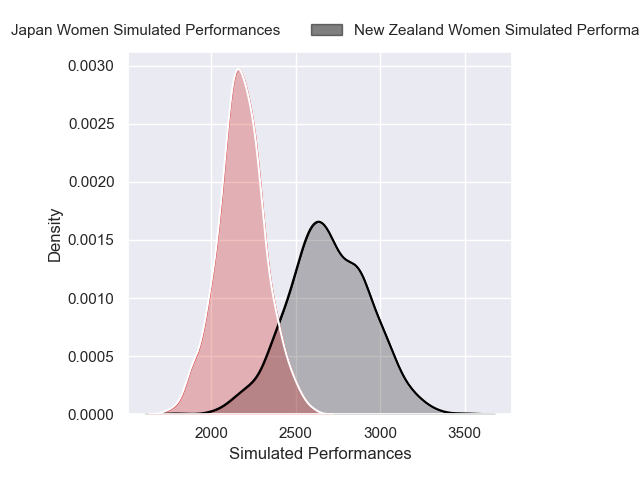 Japan Women Simulated Performances New Zealand Women Simulated Performa
0.0030
0.0025
0.0020
0.0015
0.0010
0.0005
0.0000
Density
2000 2500 3000 3500
Simulated Performances